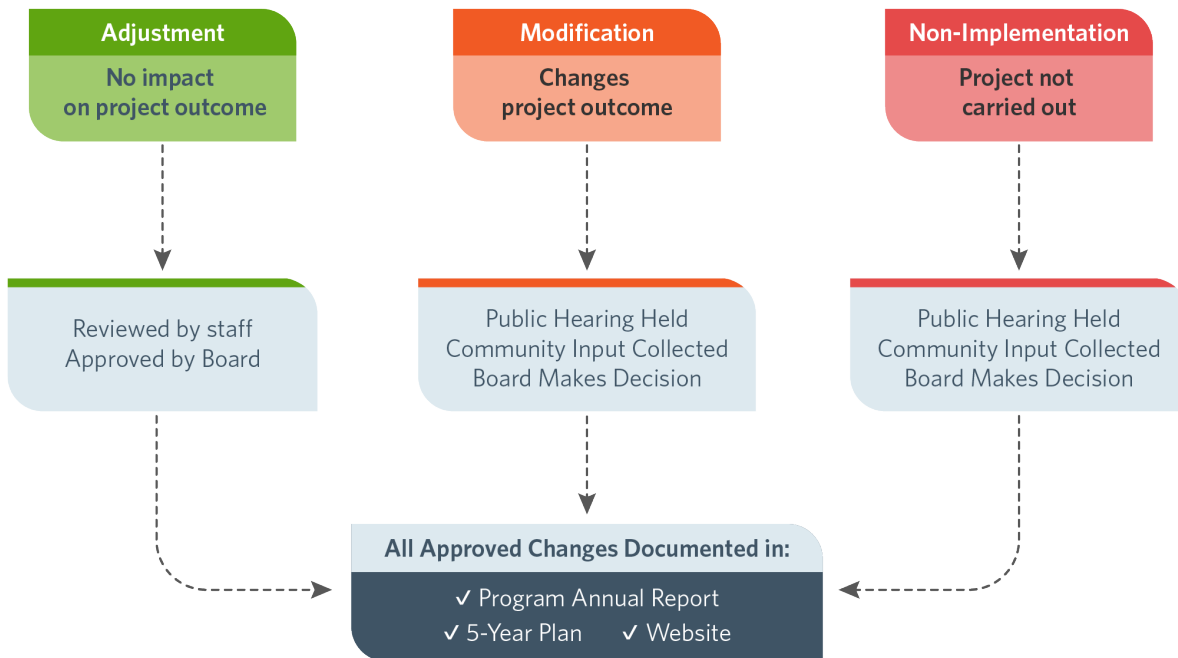 Adjustment
No impact
on project outcome
Modification
Changes
project outcome
Non-Implementation
Project not
carried out
Reviewed by staff
Approved by Board
Public Hearing Held
Community Input Collected
Board Makes Decision
Public Hearing Held
Community Input Collected
Board Makes Decision
All Approved Changes Documented in:
✓ Program Annual Report
✓ 5-Year Plan ✓ Website